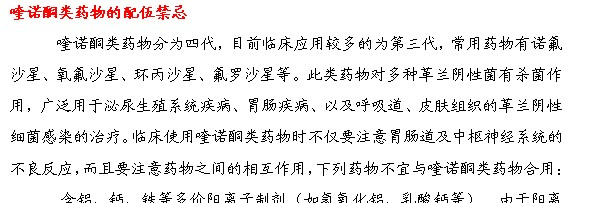 喹诺酮类药物的配伍禁忌
喹诺酮类药物分为四代，目前临床应用较多的为第三代，常用药物有诺氟
沙星、氧氟沙星、环丙沙星、氟罗沙星等。此类药物对多种革兰阴性菌有杀菌作
用，广泛用于泌尿生殖系统疾病、胃肠疾病、以及呼吸道、皮肤组织的革兰阴性
细菌感染的治疗。临床使用喹诺酮类药物时不仅要注意胃肠道及中枢神经系统的
不良反应，而且要注意药物之间的相互作用，下列药物不宜与喹诺酮类药物合用：
含铝、钙、铁等多价阳离子制剂（如氢氧化铝、乳酸钙等），由于阳离